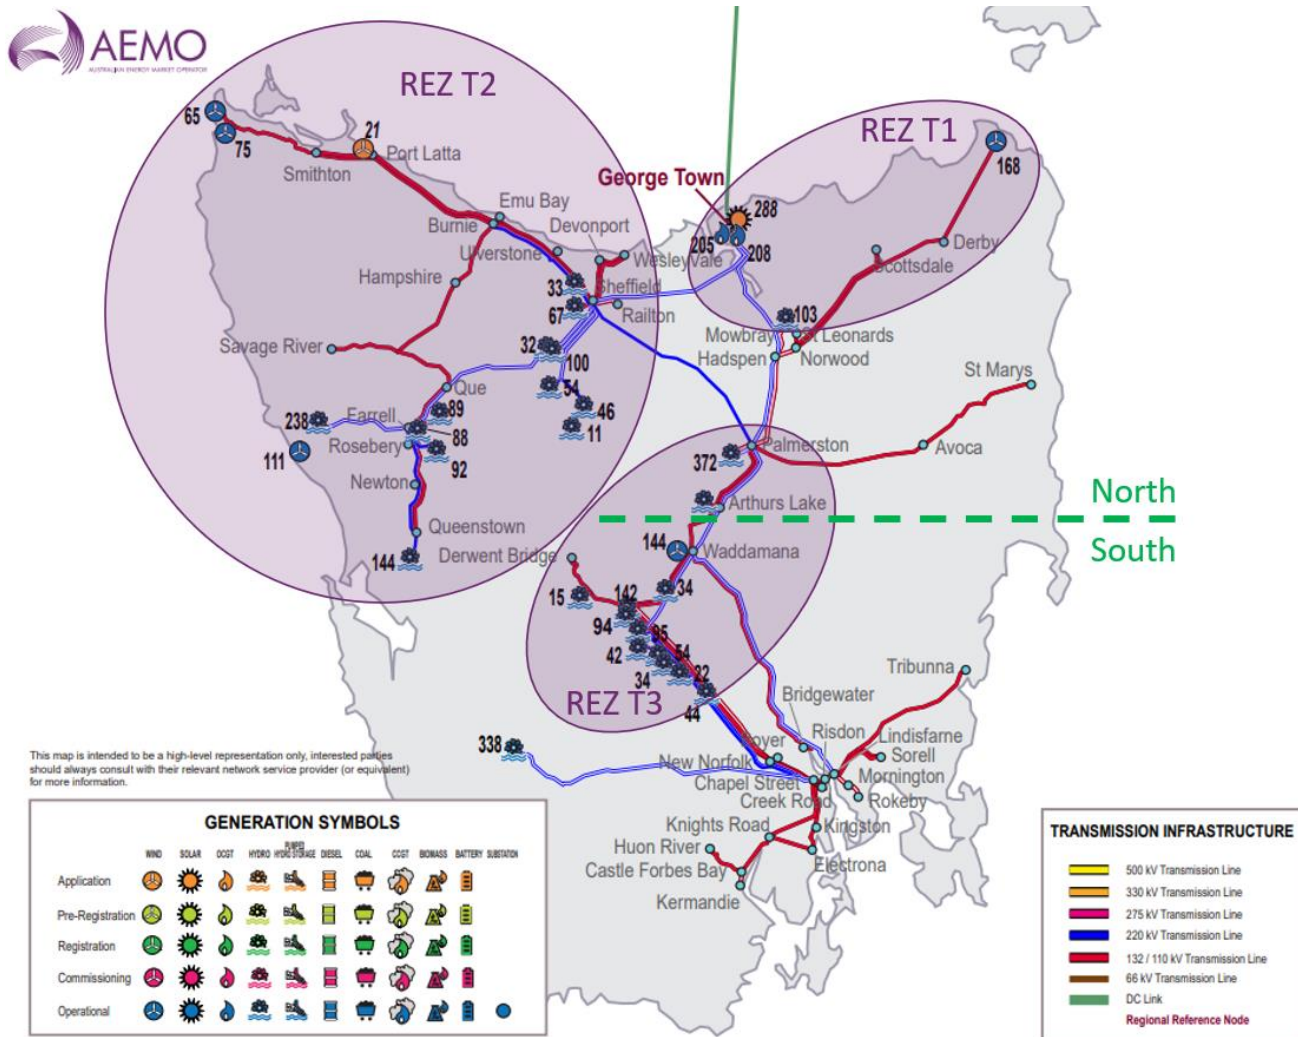 AEMO
AUSTRALIAN ENERGY MARKET OPERATOR
REZ T2
REZ T1
65
75
21
Port Latta
Smithton
168
George Town
288
205
208
Emu Bay
Burnie
Devonport
Ulverstone
Wesleyvale
Derby
Scottsdale
Hampshire
33
Sheffield
67
Railton
103
Mowbray
St Leonards
Hadspen
Norwood
Savage River
32
100
St Marys
Que
54
46
11
238
89
Farrell
88
Rosebery
92
111
372
Palmerston
Avoca
Newton
Arthurs Lake
North
South
Queenstown
144
Derwent Bridge
144
Waddamana
15
142
34
94
95
42
54
34
22
44
REZ T3
Tribunna
Bridgewater
Risdon
Lindisfarne
Sorell
338
Boyer
New Norfolk
Chapel Street
Creek Road
Mornington
Rokeby
Knights Road
Kingston
Huon River
Electrona
Castle Forbes Bay
Kermandie
This map is intended to be a high-level representation only, interested parties
should always consult with their relevant network service provider (or equivalent)
for more information.
GENERATION SYMBOLS
WIND SOLAR OCGT HYDRO PUMPED HYDRO STORAGE DIESEL COAL CCGT BIOMASS BATTERY SUBSTATION
Application
Pre-Registration
Registration
Commissioning
Operational
TRANSMISSION INFRASTRUCTURE
500 kV Transmission Line
330 kV Transmission Line
275 kV Transmission Line
220 kV Transmission Line
132 / 110 kV Transmission Line
66 kV Transmission Line
DC Link
Regional Reference Node